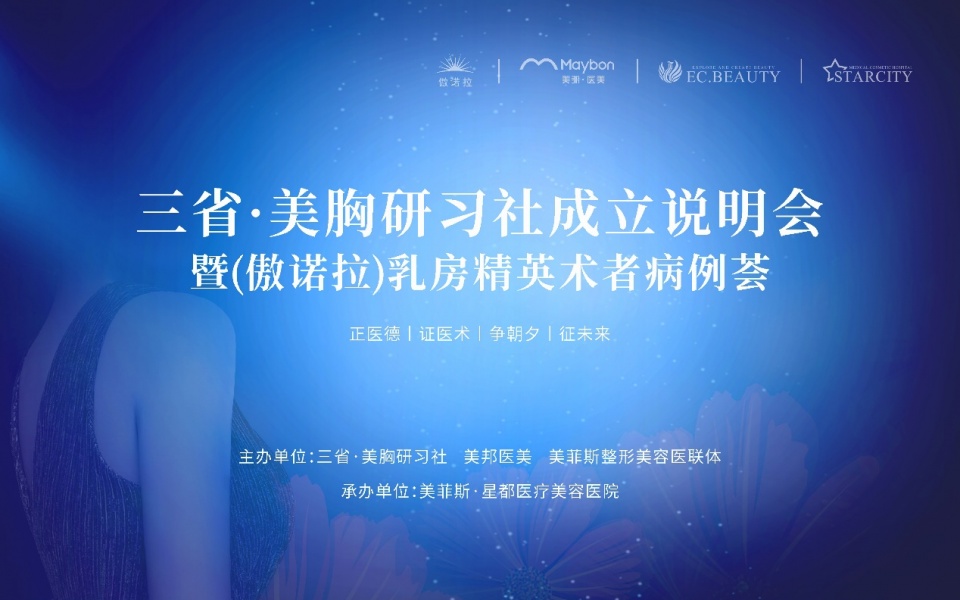 傲诺拉
Maybon
美邦·医美
EC.BEAUTY
STARCITY
三省·美胸研习社成立说明会
暨(傲诺拉)乳房精英术者病例荟
正医德｜证医术｜争朝夕｜征未来
主办单位:三省·美胸研习社 美邦医美 美菲斯整形美容医联体
承办单位:美菲斯·星都医疗美容医院